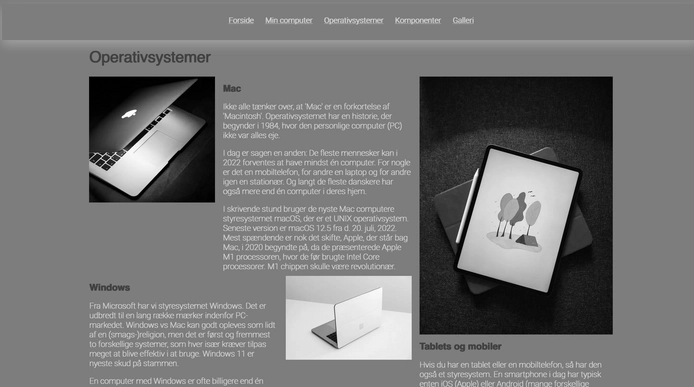 Forside Min computer Operativsystemer Komponenter Galleri
Operativsystemer
Mac
Ikke alle tænker over, at 'Mac' er en forkortelse af
'Macintosh'. Operativsystemet har en historie, der
begynder i 1984, hvor den personlige computer (PC)
ikke var alles eje.
I dag er sagen en anden: De fleste mennesker kan i
2022 forventes at have mindst én computer. For nogle
er det en mobiltelefon, for andre en laptop og for andre
igen en stationær. Og langt de fleste danskere har
også mere end én computer i deres hjem.
I skrivende stund bruger de nyste Mac computere
styresystemet macOS, der er et UNIX operativsystem.
Seneste version er macOS 12.5 fra d. 20. juli, 2022.
Mest spændende er nok det skifte, Apple, der står bag
Mac, i 2020 begyndte på, da de præsenterede Apple
M1 processoren, hvor de før brugte Intel Core
processorer. M1 chippen skulle være revolutionær.
Windows
Fra Microsoft har vi styresystemet Windows. Det er
udbredt til en lang række mærker indenfor PC-
markedet. Windows vs Mac kan godt opleves som lidt
af en (smags-)religion, men det er først og fremmest
to forskellige systemer, som hver især kræver tilpas
meget at blive effektiv i at bruge. Windows 11 er
nyeste skud på stammen.
En computer med Windows er ofte billigere end én
Tablets og mobiler
Hvis du har en tablet eller en mobiltelefon, så har den
også et styresystem. En smartphone i dag har typisk
enten iOS (Apple) eller Android (mange forskellige